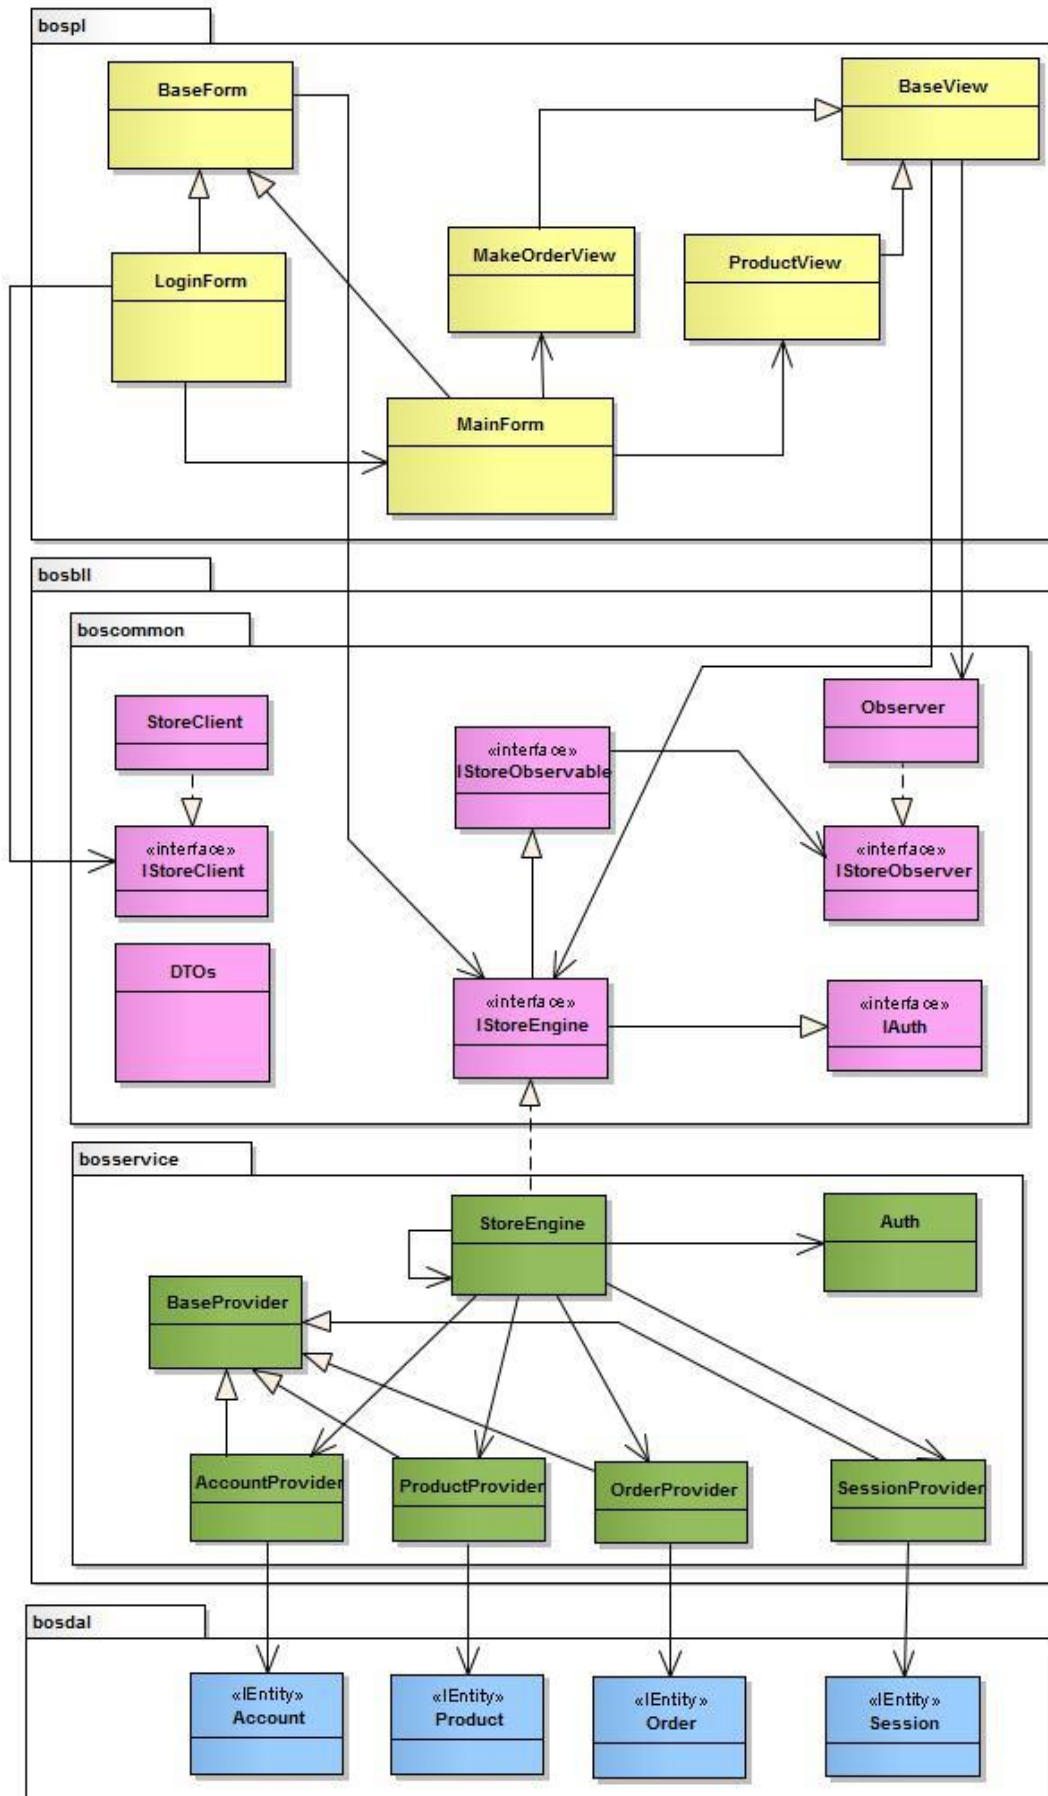 bospl
BaseForm
BaseView
MakeOrderView
ProductView
LoginForm
MainForm
bosbll
boscommon
StoreClient
Observer
«interface»
IStoreObservable
«interface»
IStoreClient
«interface»
IStoreObserver
DTOs
«interface»
IStoreEngine
«interface»
IAuth
bosservice
StoreEngine
Auth
BaseProvider
AccountProvider
ProductProvider
OrderProvider
SessionProvider
bosdal
«IEntity»
Account
«IEntity»
Product
«IEntity»
Order
«IEntity»
Session